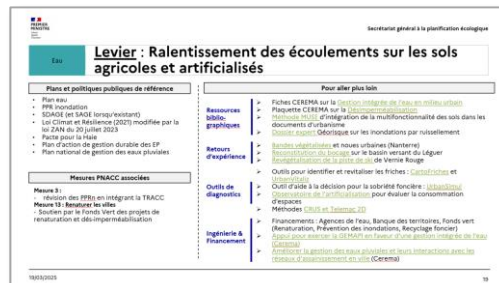 PREMIER
MINISTRE
Secrétariat général à la planification écologique
Eau
Levier : Ralentissement des écoulements sur les sols
agricoles et artificialisés
Plans et politiques publiques de référence
• Plan eau
• PPR inondation
• SDAGE (et SAGE lorsqu'existant)
• Loi Climat et Résilience (2021) modifiée par la
loi ZAN du 20 juillet 2023
• Pacte pour la Haie
• Plan d'action de gestion durable des EP
• Plan national de gestion des eaux pluviales
Mesures PNACC associées
Mesure 3 :
• révision des PPRn en intégrant la TRACC
Mesure 13 : Renaturer les villes
- Soutien par le Fonds Vert des projets de
renaturation et dés-imperméabilisation
Pour aller plus loin
Ressources
biblio-
graphiques
➢ Fiches CEREMA sur la Gestion intégrée de l'eau en milieu urbain
➢ Plaquette CEREMA sur la Désimperméabilisation
➢ Méthode MUSE d'intégration de la multifonctionnalité des sols dans les
documents d'urbanisme
➢ Dossier expert Géorisque sur les inondations par ruissellement
Retours
d'expérience
➢ Bandes végétalisées et noues urbaines (Nanterre)
➢ Reconstitution du bocage sur le bassin versant du Léguer
➢ Revégétalisation de la piste de ski de Vernie Rouge
Outils de
diagnostics
➢ Outils pour identifier et revitaliser les friches : CartoFriches et
UrbanVitaliz
➢ Outil d'aide à la décision pour la sobriété foncière : UrbanSimul
➢ Observatoire de l'artificialisation pour évaluer la consommation
d'espaces
➢ Méthodes CRUS et Telemac 2D
Ingénierie &
Financement
➢ Financements : Agences de l'eau, Banque des territoires, Fonds vert
(Renaturation, Prévention des inondations, Recyclage foncier)
➢ Appui pour exercer la GEMAPI en faveur d'une gestion intégrée de l'eau
(Cerema)
➢ Améliorer la gestion des eaux pluviales et leurs interactions avec les
réseaux d'assainissement en ville (Cerema)
19/03/2025
19